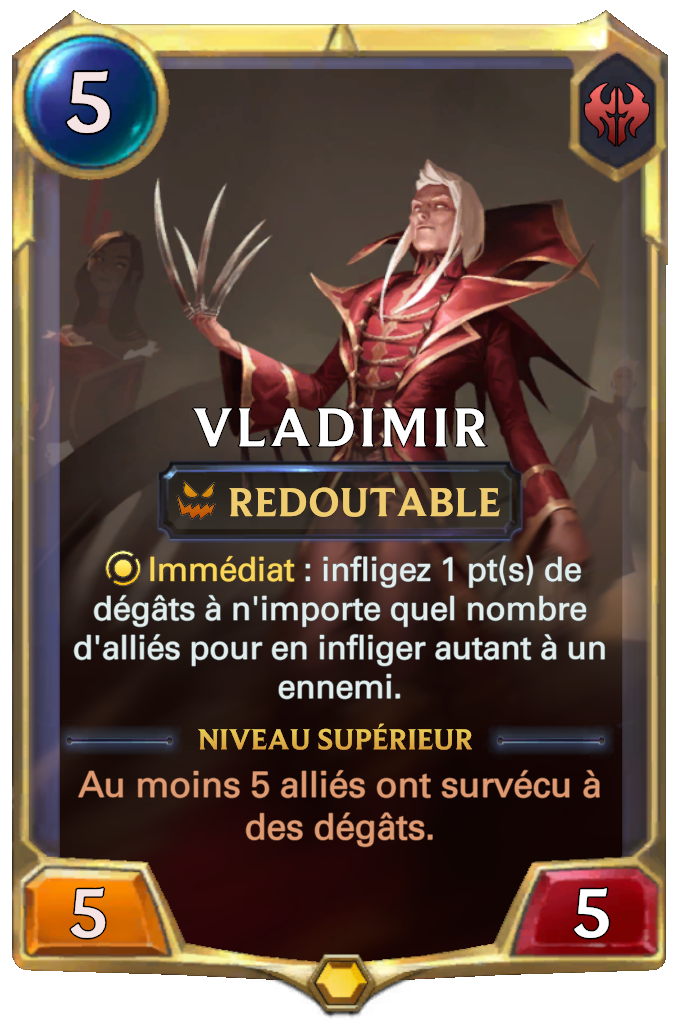 5
VLADIMIR
REDOUTABLE
Immédiat : infligez 1 pt(s) de
dégâts à n'importe quel nombre
d'alliés pour en infliger autant à un
ennemi.
NIVEAU SUPÉRIEUR
Au moins 5 alliés ont survécu à
des dégâts.
5
5